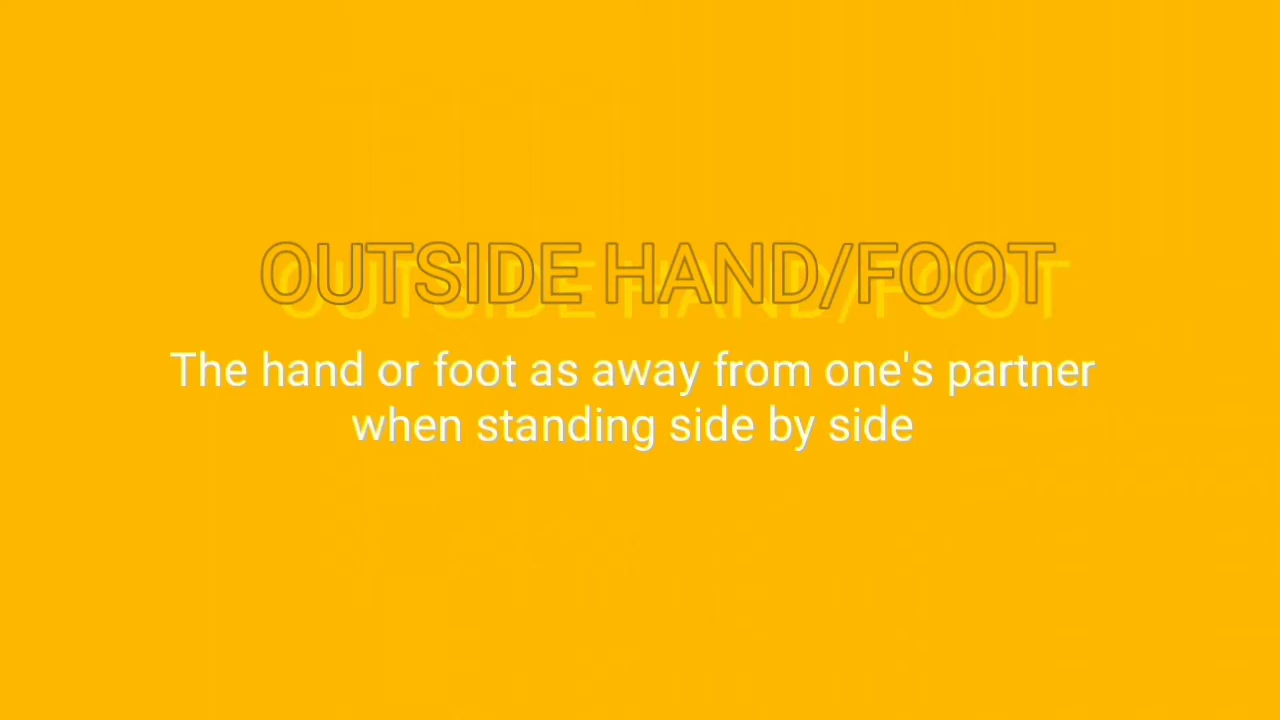 OUTSIDE HAND/FOOT
The hand or foot as away from one's partner
when standing side by side